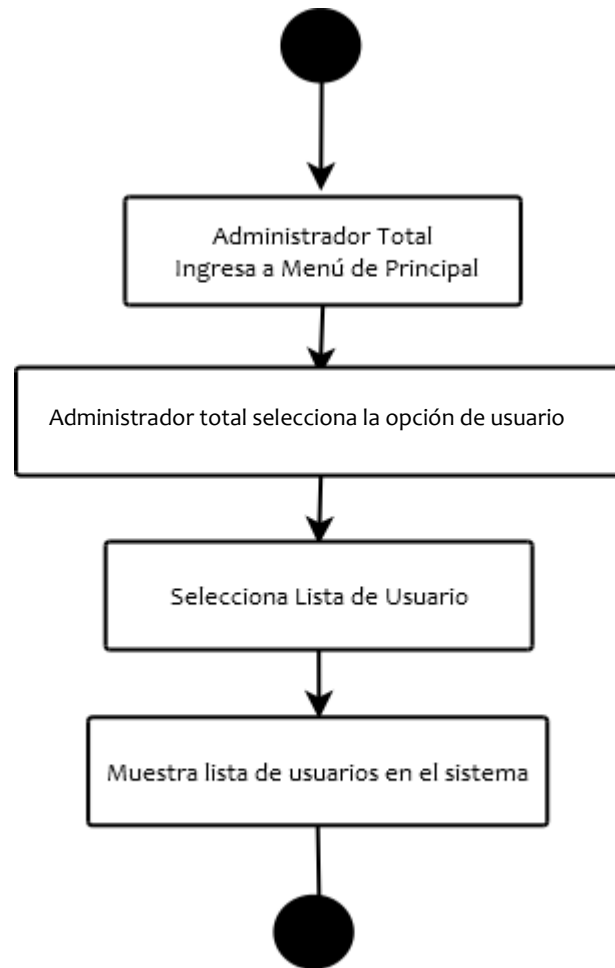 Administrador Total
Ingresa a Menú de Principal
Administrador total selecciona la opción de usuario
Selecciona Lista de Usuario
Muestra lista de usuarios en el sistema